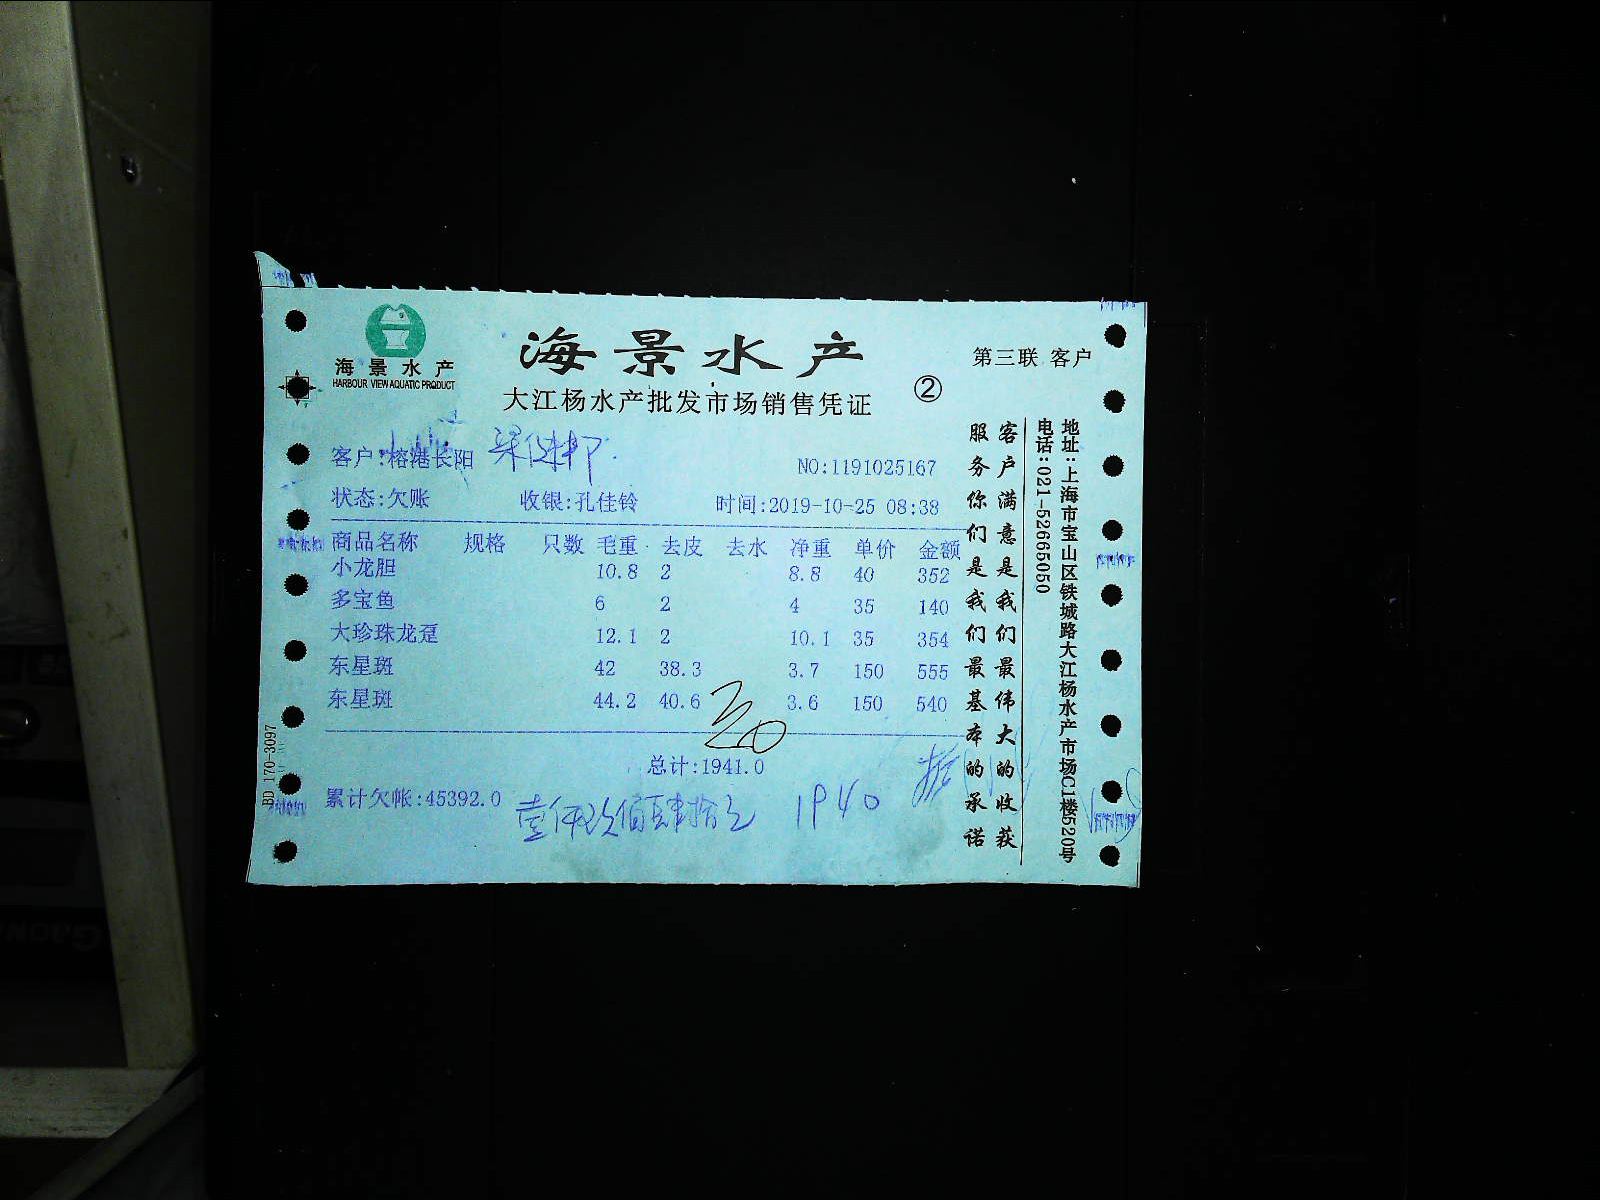 海景水产
HARBOUR VIEW AQUATIC PRODUCT
海景水产
大江杨水产批发市场销售凭证
②
第三联 客户
客户:榕港长阳
NO:1191025167
状态:欠账 收银:孔佳铃 时间:2019-10-25 08:38
商品名称 规格 只数 毛重 去皮 去水 净重 单价 金额
小龙胆 10.8 2 8.8 40 352
多宝鱼 6 2 4 35 140
大珍珠龙趸 12.1 2 10.1 35 354
东星斑 42 38.3 3.7 150 555
东星斑 44.2 40.6 3.6 150 540
总计:1941.0
累计欠帐:45392.0
壹仟玖佰肆拾元 1940
客户满意是我们最伟大的收获
服务你们是我们最基本的承诺
地址:上海市宝山区铁城路大江杨水产市场C1楼520号
电话:021-52665050
BD 170-3097